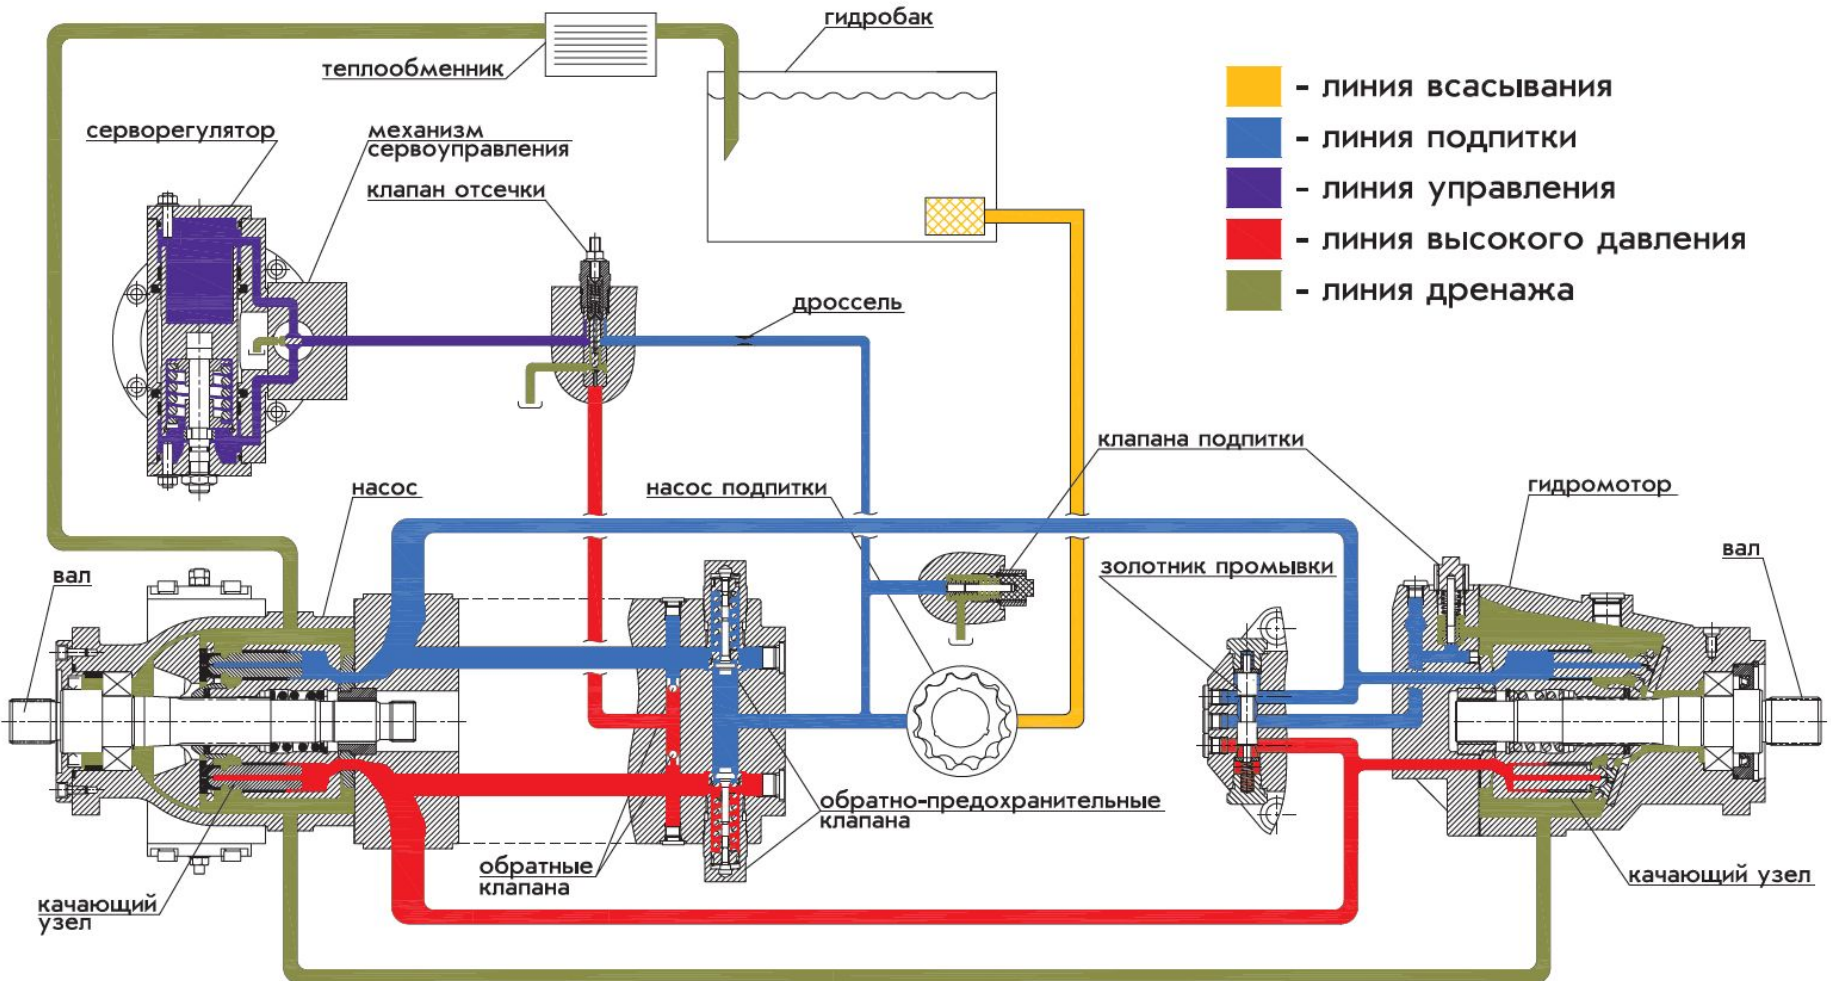 гидробак
теплообменник
- линия всасывания
- линия подпитки
- линия управления
- линия высокого давления
- линия дренажа
серворегулятор
механизм
сервоуправления
клапан отсечки
дроссель
клапана подпитки
насос
насос подпитки
гидромотор
вал
золотник промывки
вал
обратно-предохранительные
клапана
обратные
клапана
качающий
узел
качающий узел